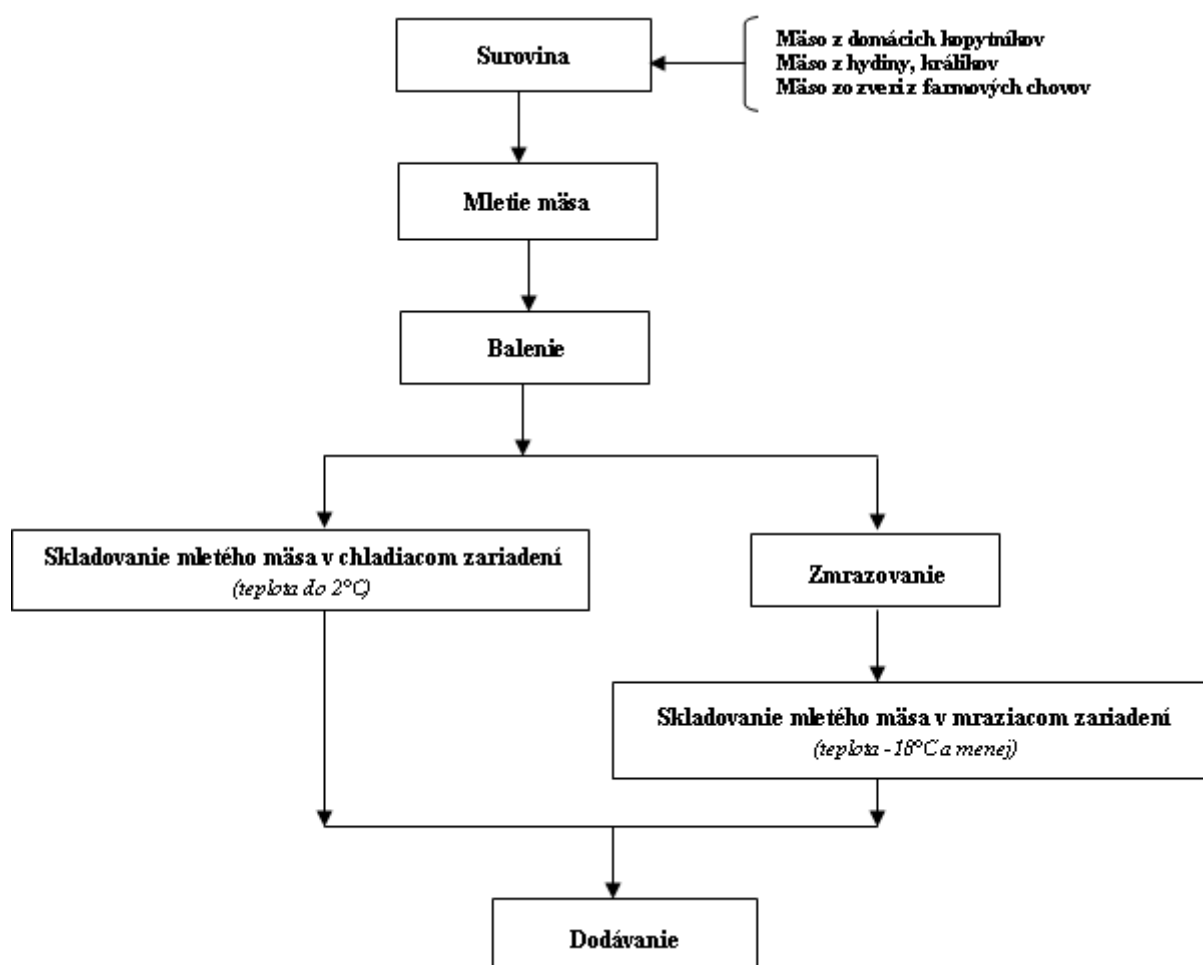 Surovina
Mäso z domácich kopytníkov
Mäso z hydiny, králikov
Mäso zo zveri z farmových chovov
Mletie mäsa
Balenie
Skladovanie mletého mäsa v chladiacom zariadení
(teplota do 2°C)
Zmrazovanie
Skladovanie mletého mäsa v mraziacom zariadení
(teplota -18°C a menej)
Dodávanie